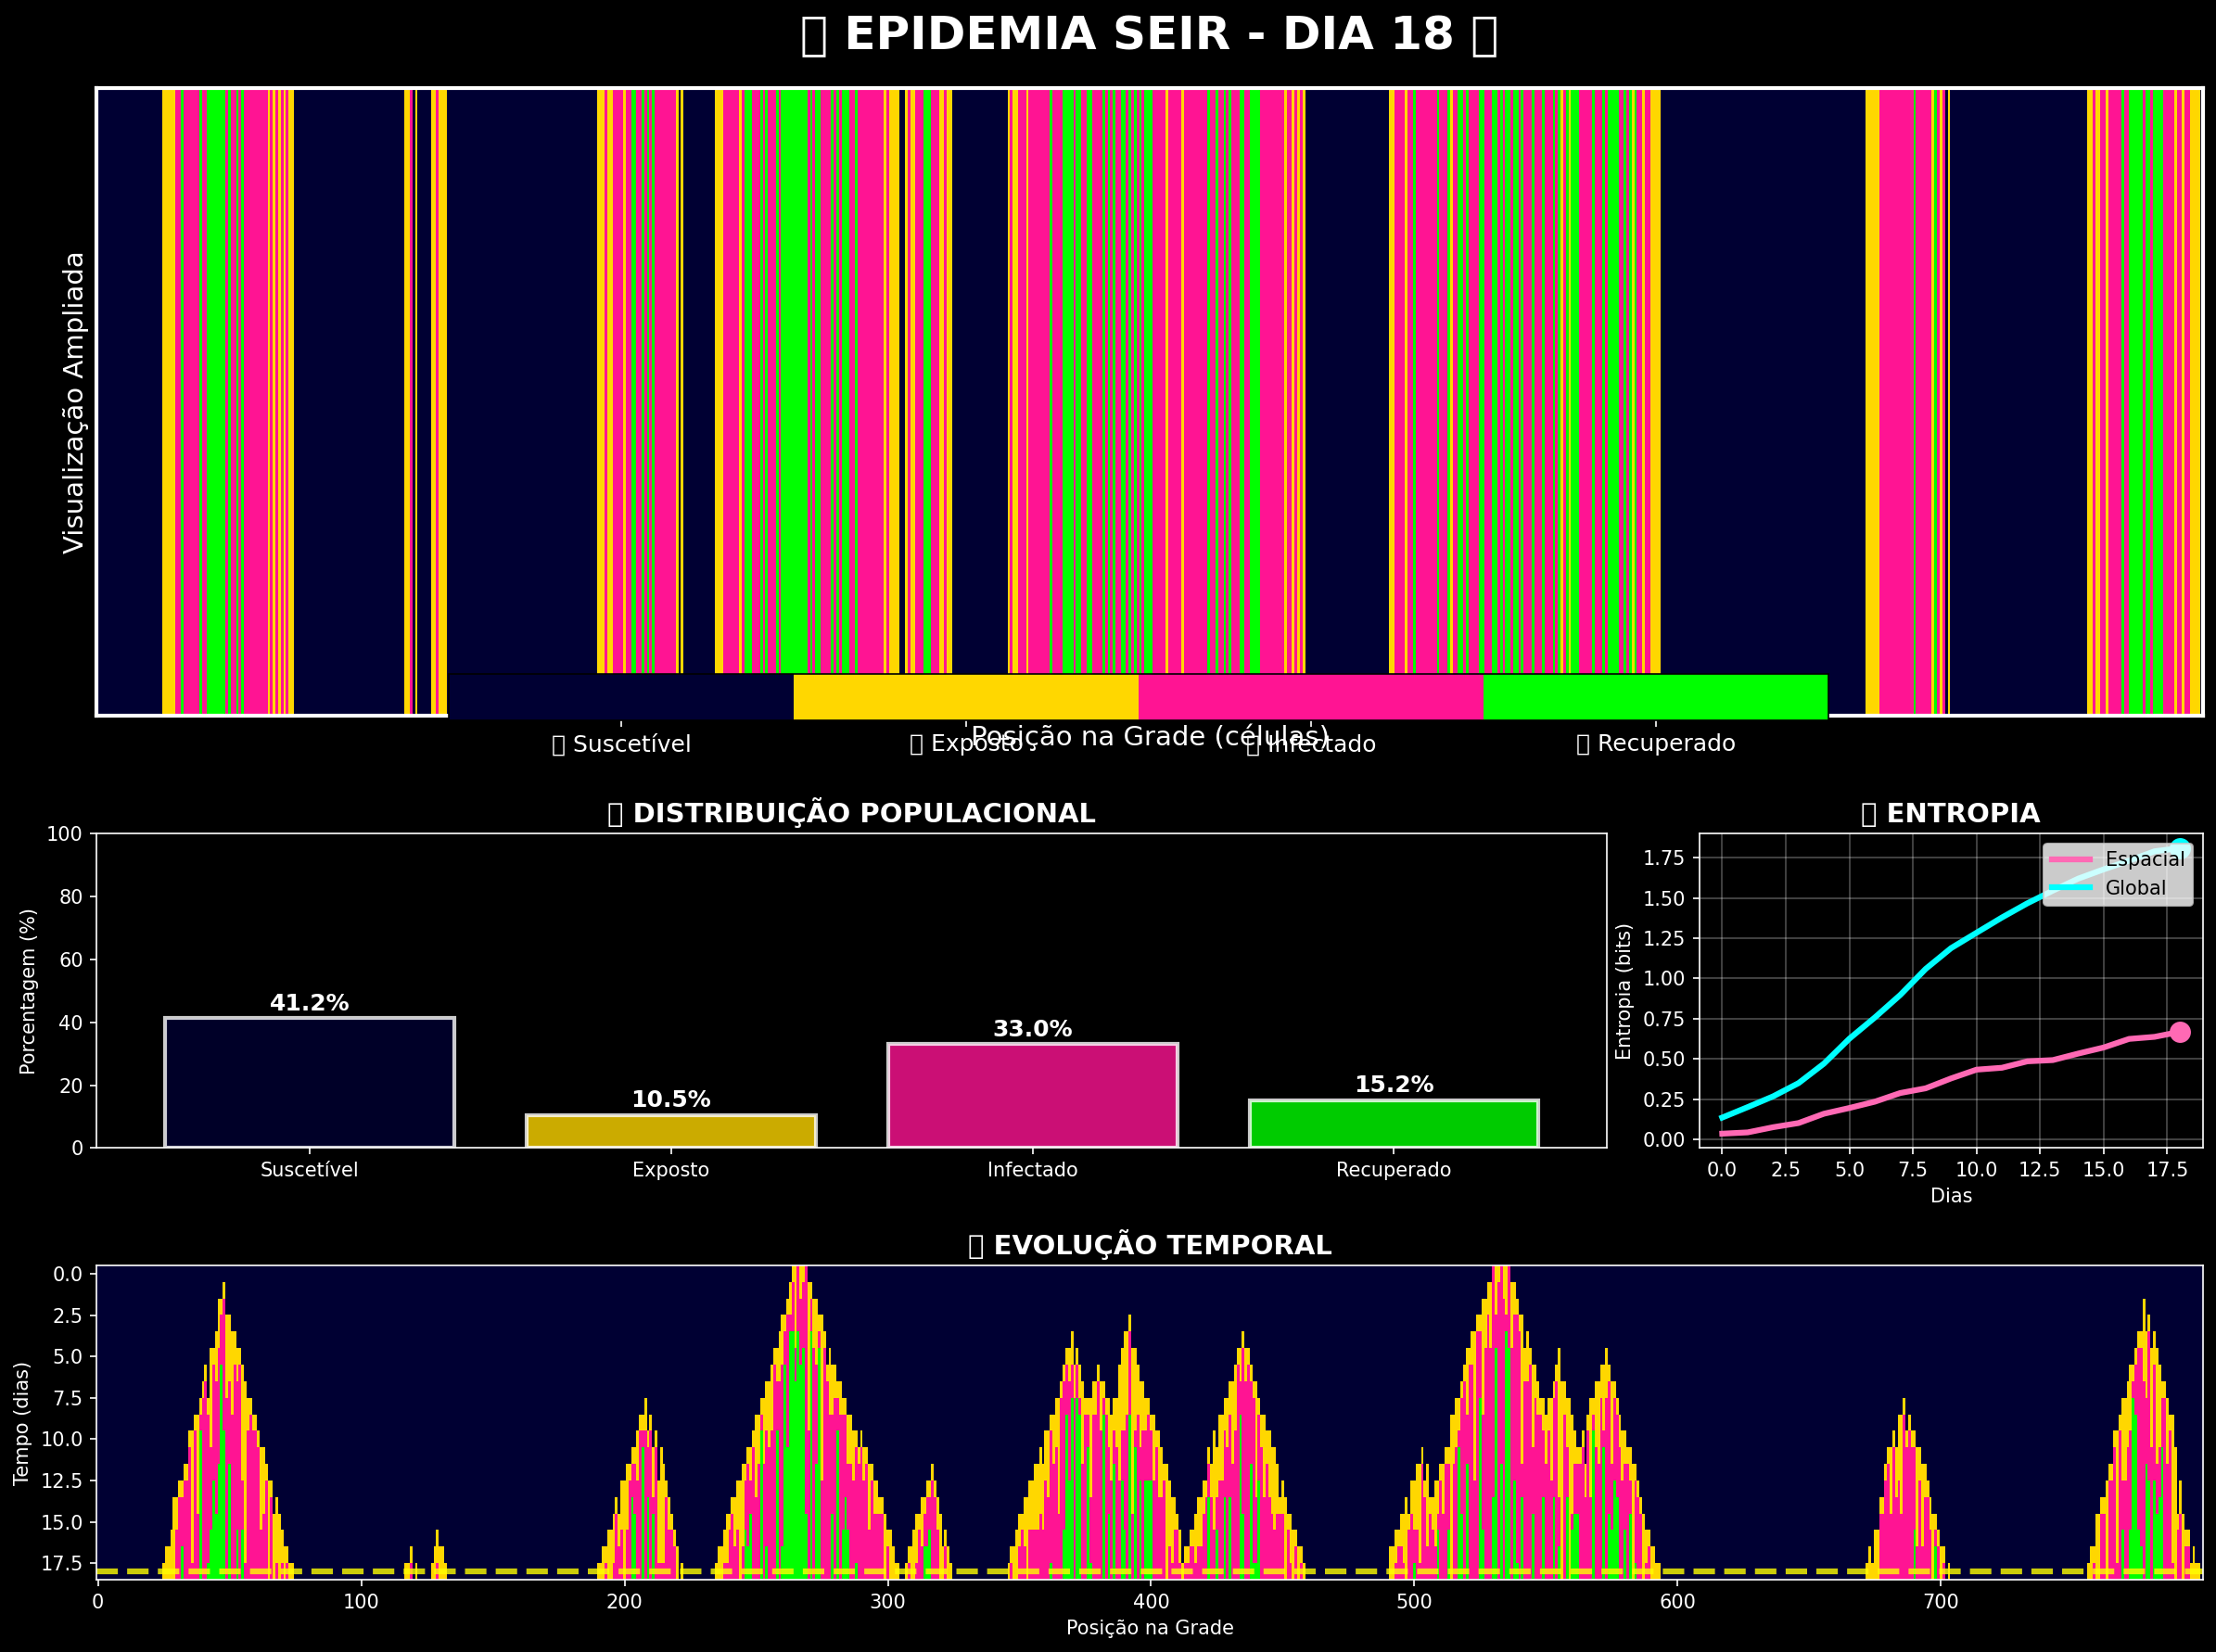 EPIDEMIA SEIR - DIA 18
Visualização Ampliada
Posição na Grade (células)
Suscetível Exposto Infectado Recuperado
DISTRIBUIÇÃO POPULACIONAL
Porcentagem (%)
100
80
60
40
20
0
41.2%
10.5%
33.0%
15.2%
Suscetível Exposto Infectado Recuperado
ENTROPIA
Entropia (bits)
1.75
1.50
1.25
1.00
0.75
0.50
0.25
0.00
Espacial
Global
0.0 2.5 5.0 7.5 10.0 12.5 15.0 17.5
Dias
EVOLUÇÃO TEMPORAL
Tempo (dias)
0.0
2.5
5.0
7.5
10.0
12.5
15.0
17.5
0 100 200 300 400 500 600 700
Posição na Grade